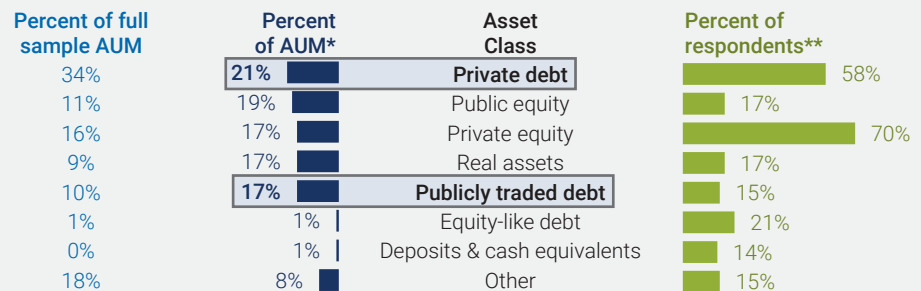 Percent of full Percent Asset Percent of
sample AUM of AUM* Class respondents**
34% 21% Private debt 58%
11% 19% Public equity 17%
16% 17% Private equity 70%
9% 17% Real assets 17%
10% 17% Publicly traded debt 15%
1% 1% Equity-like debt 21%
0% 1% Deposits & cash equivalents 14%
18% 8% Other 15%